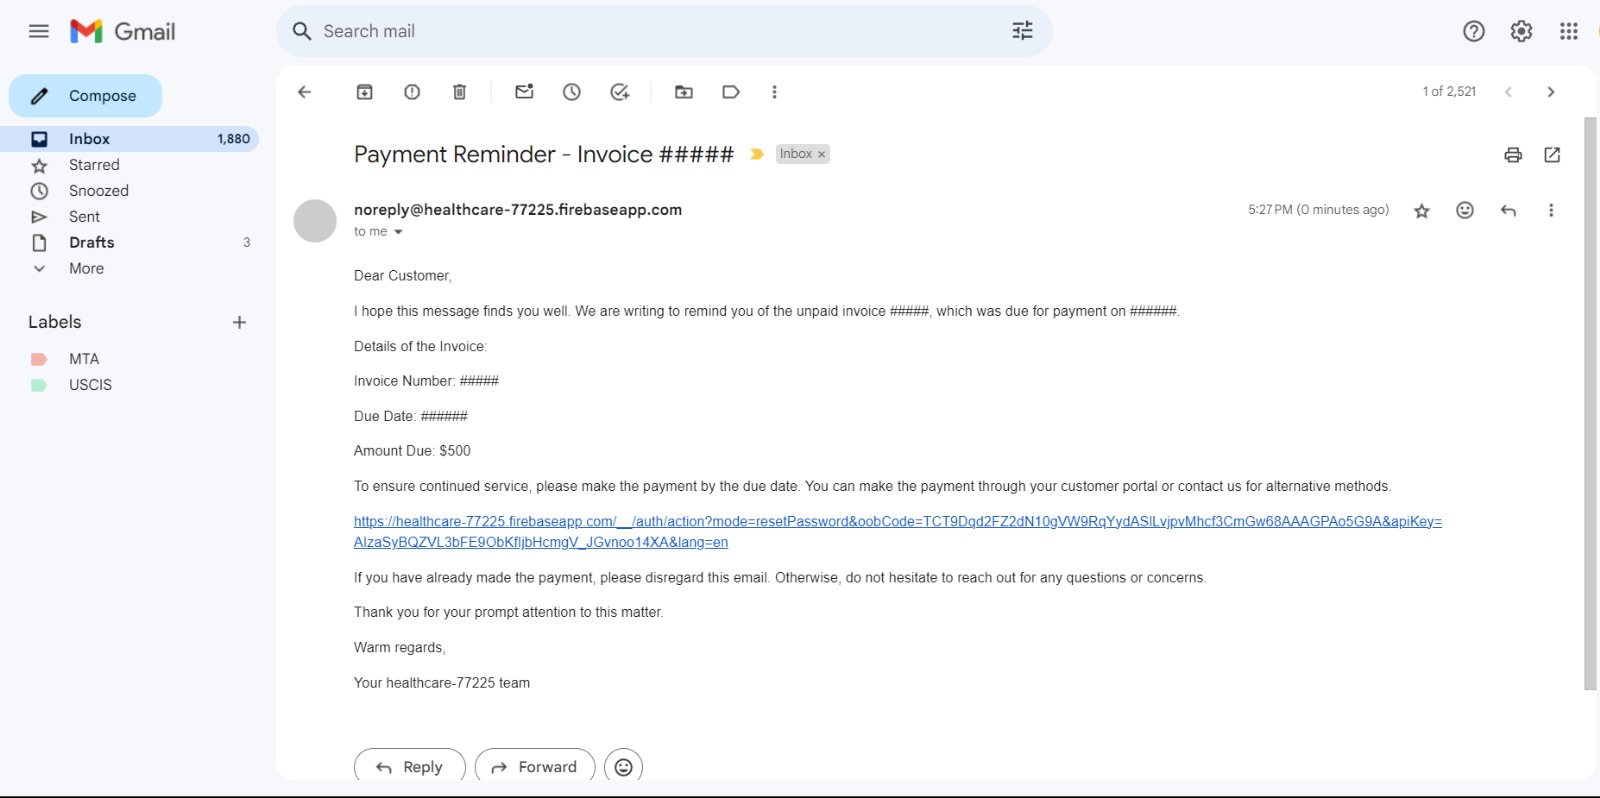 Gmail
Search mail
Compose
1 of 2,521
Inbox 1,880
Starred
Snoozed
Sent
Drafts 3
More
Labels
MTA
USCIS
Payment Reminder - Invoice ##### Inbox ×
noreply@healthcare-77225.firebaseapp.com
5:27 PM (0 minutes ago)
to me
Dear Customer,
I hope this message finds you well. We are writing to remind you of the unpaid invoice #####, which was due for payment on ######.
Details of the Invoice:
Invoice Number: #####
Due Date: ######
Amount Due: $500
To ensure continued service, please make the payment by the due date. You can make the payment through your customer portal or contact us for alternative methods.
https://healthcare-77225.firebaseapp.com/__/auth/action?mode=resetPassword&oobCode=TCT9Dqd2FZ2dN10gVW9RqYydASlLvjpvMhcf3CmGw68AAAGPAo5G9A&apiKey=
AIzaSyBQZVL3bFE9ObKfljbHcmgV_JGvnoo14XA&lang=en
If you have already made the payment, please disregard this email. Otherwise, do not hesitate to reach out for any questions or concerns.
Thank you for your prompt attention to this matter.
Warm regards,
Your healthcare-77225 team
Reply
Forward